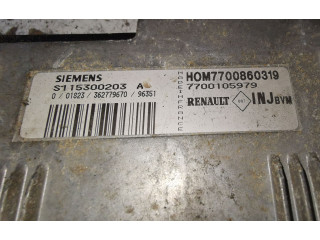 SIEMENS
S115300203 A
0 / 01823 / 362779670 / 96351
HOM7700860319
7700105979
RENAULT INJ BVM